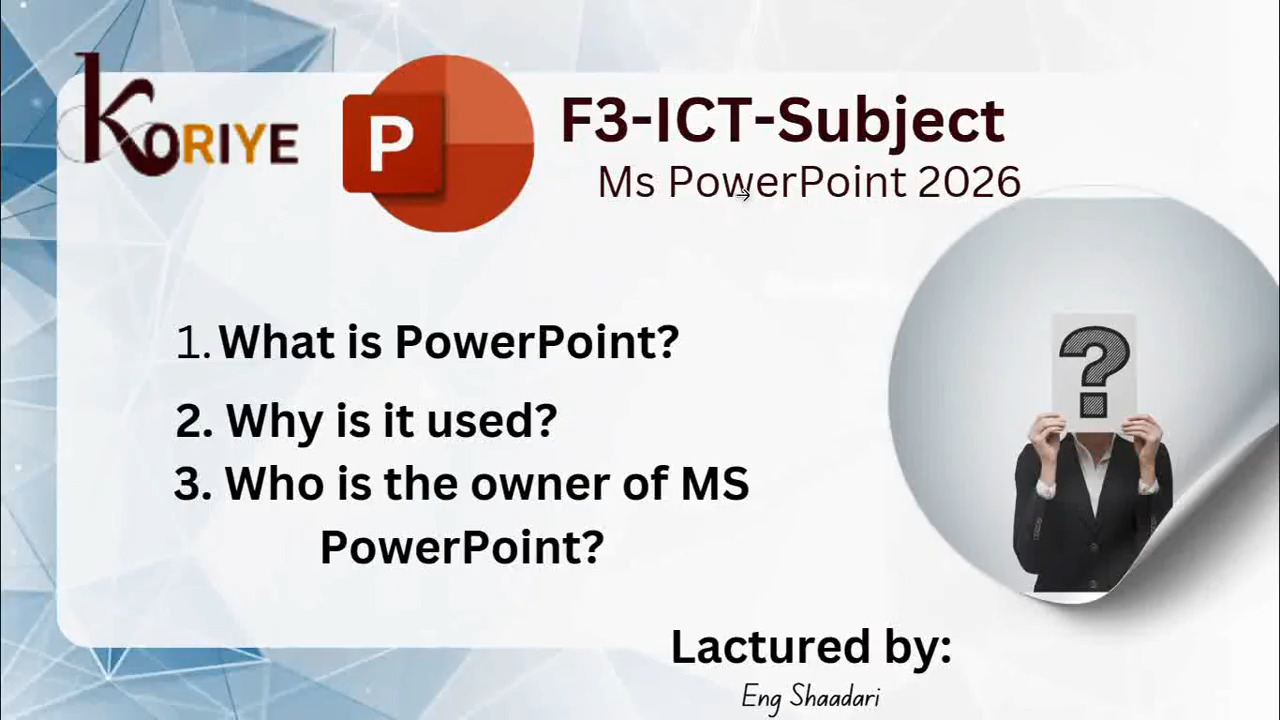 KORIYE
P
F3-ICT-Subject
Ms PowerPoint 2026
1. What is PowerPoint?
2. Why is it used?
3. Who is the owner of MS
PowerPoint?
?
Lactured by:
Eng Shaadari